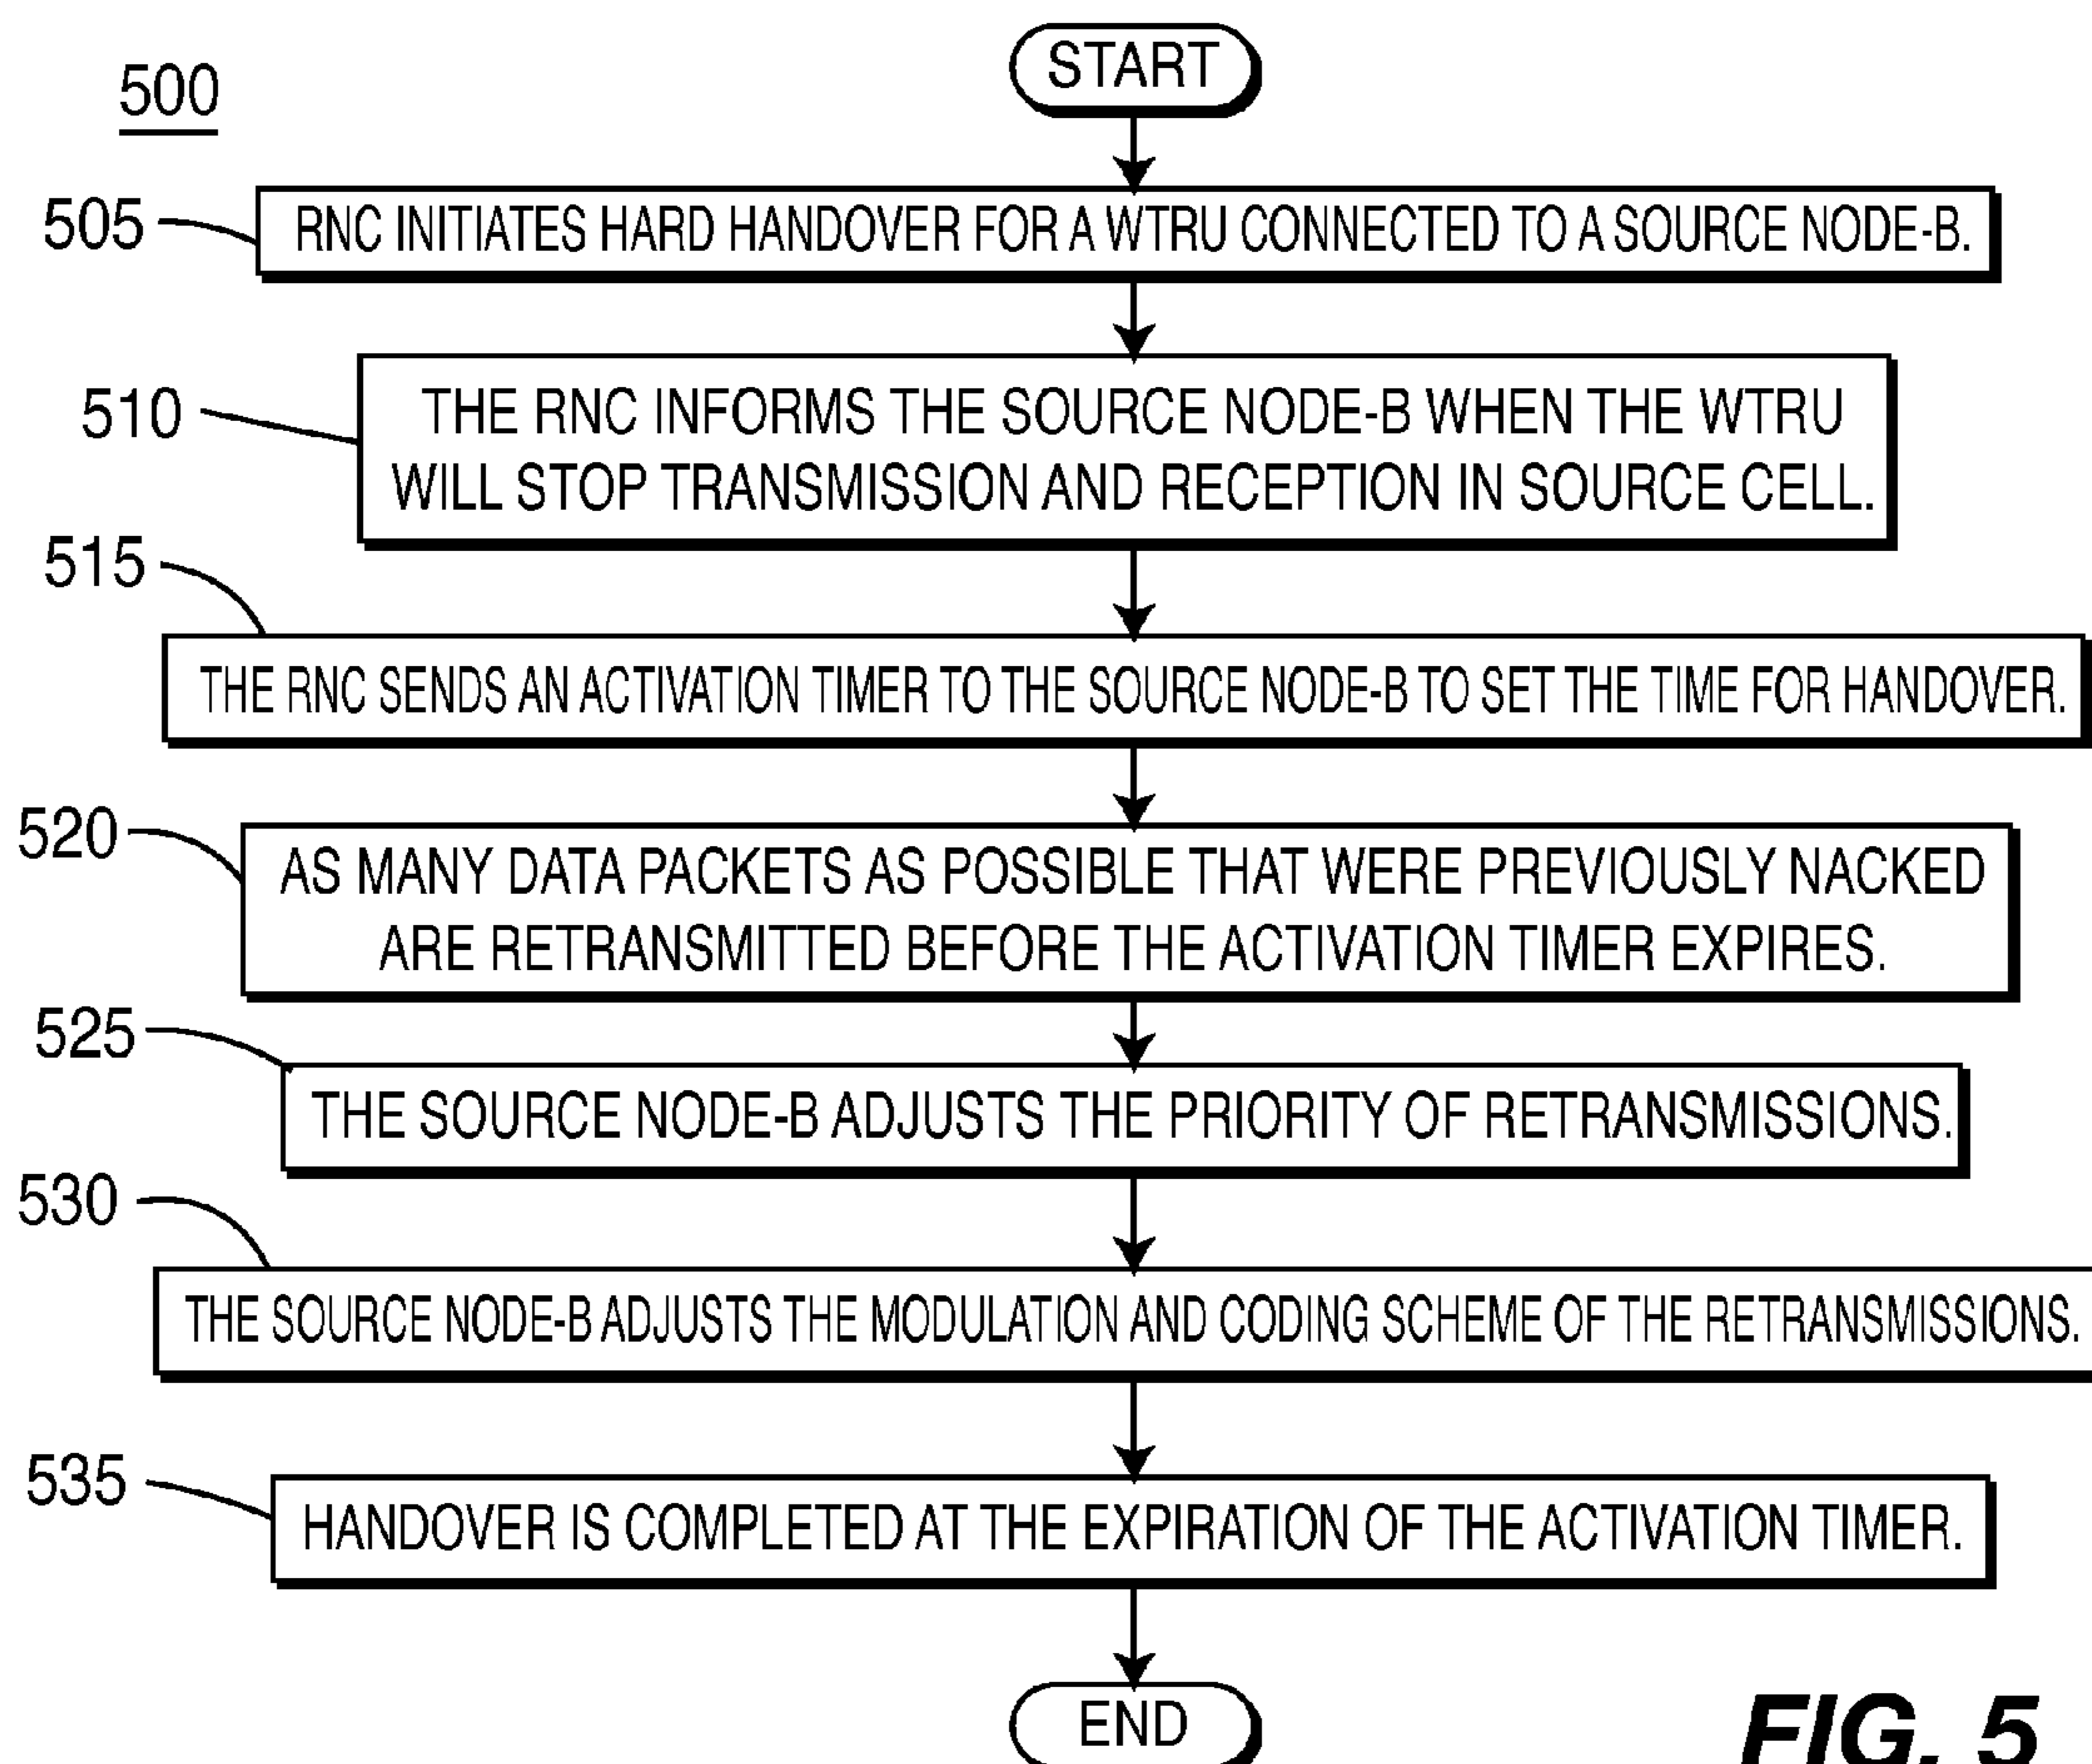 500
START
505
RNC INITIATES HARD HANDOVER FOR A WTRU CONNECTED TO A SOURCE NODE-B.
510
THE RNC INFORMS THE SOURCE NODE-B WHEN THE WTRU
WILL STOP TRANSMISSION AND RECEPTION IN SOURCE CELL.
515
THE RNC SENDS AN ACTIVATION TIMER TO THE SOURCE NODE-B TO SET THE TIME FOR HANDOVER.
520
AS MANY DATA PACKETS AS POSSIBLE THAT WERE PREVIOUSLY NACKED
ARE RETRANSMITTED BEFORE THE ACTIVATION TIMER EXPIRES.
525
THE SOURCE NODE-B ADJUSTS THE PRIORITY OF RETRANSMISSIONS.
530
THE SOURCE NODE-B ADJUSTS THE MODULATION AND CODING SCHEME OF THE RETRANSMISSIONS.
535
HANDOVER IS COMPLETED AT THE EXPIRATION OF THE ACTIVATION TIMER.
END
FIG. 5